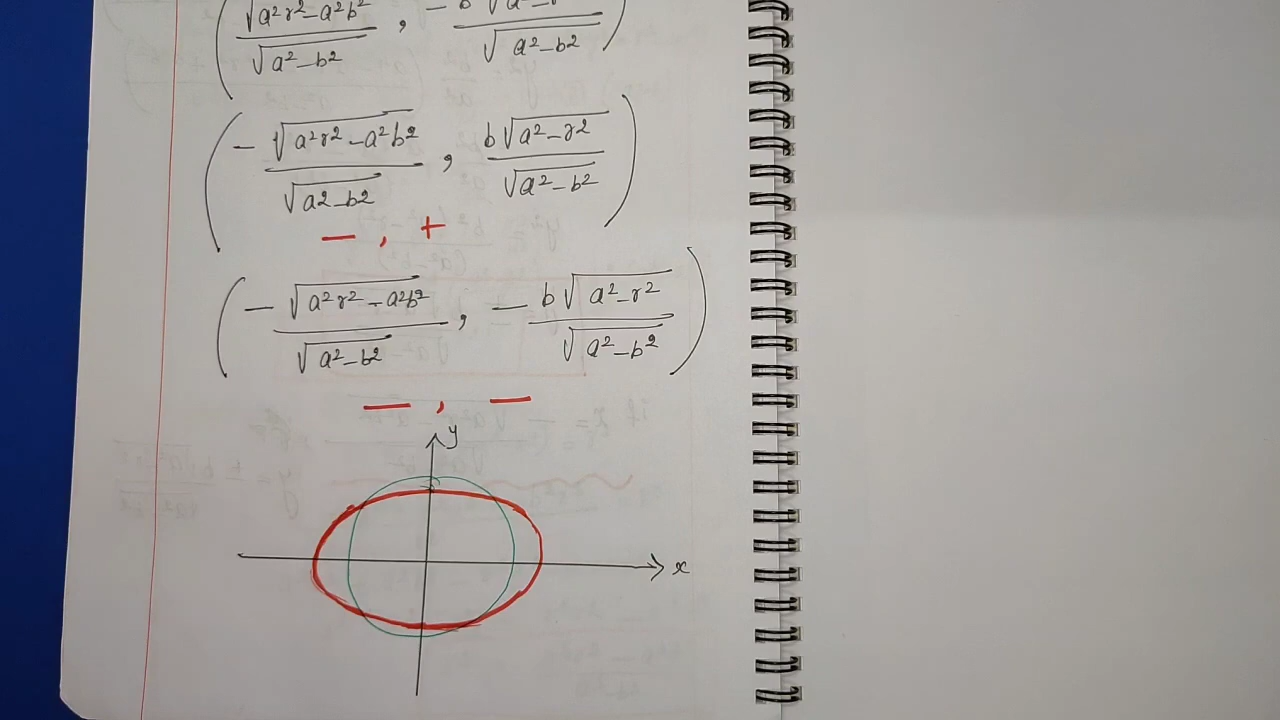 (√(a²r²-a²b²)/√(a²-b²), - b√(a²-r²)/√(a²-b²))
(-√(a²r²-a²b²)/√(a²-b²), b√(a²-r²)/√(a²-b²))
-, +
(-√(a²r²-a²b²)/√(a²-b²), - b√(a²-r²)/√(a²-b²))
-, -
y
x